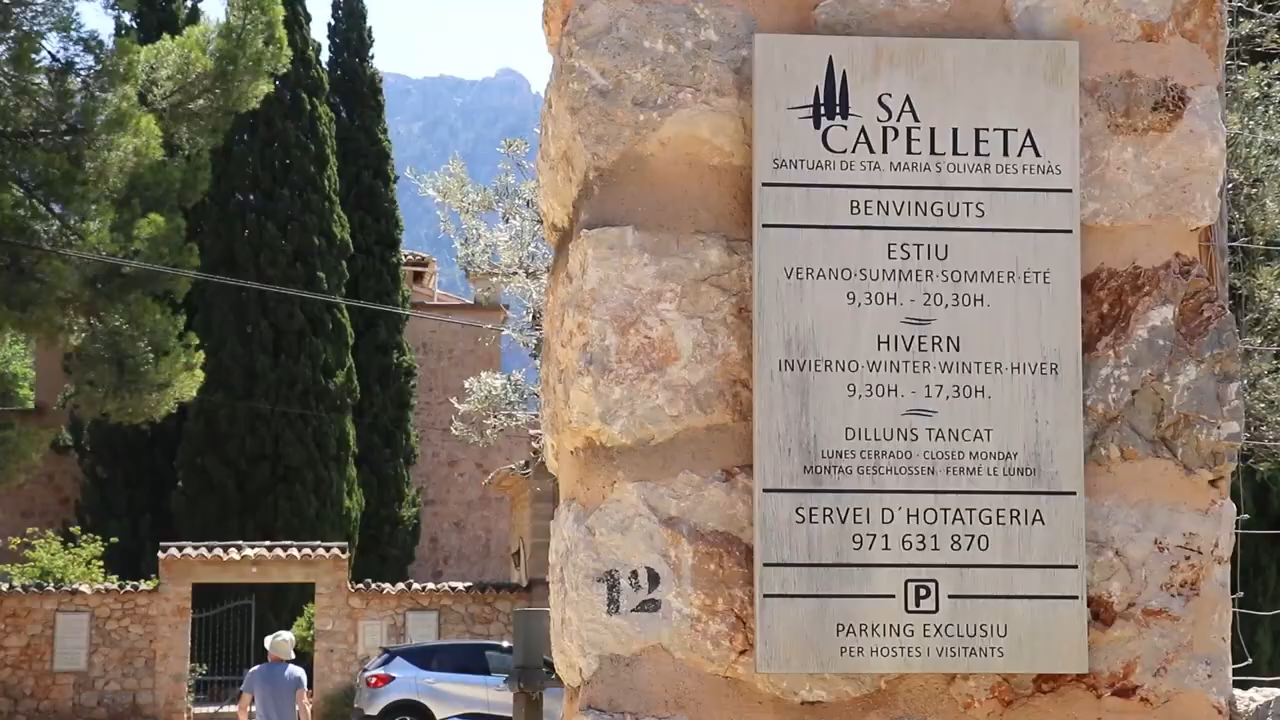 SA
CAPELLETA
SANTUARI DE STA. MARIA S´OLIVAR DES FENÀS
BENVINGUTS
ESTIU
VERANO·SUMMER·SOMMER·ÉTÉ
9,30H. - 20,30H.
HIVERN
INVIERNO·WINTER·WINTER·HIVER
9,30H. - 17,30H.
DILLUNS TANCAT
LUNES CERRADO · CLOSED MONDAY
MONTAG GESCHLOSSEN · FERMÉ LE LUNDI
SERVEI D´HOTATGERIA
971 631 870
P
PARKING EXCLUSIU
PER HOSTES I VISITANTS
12